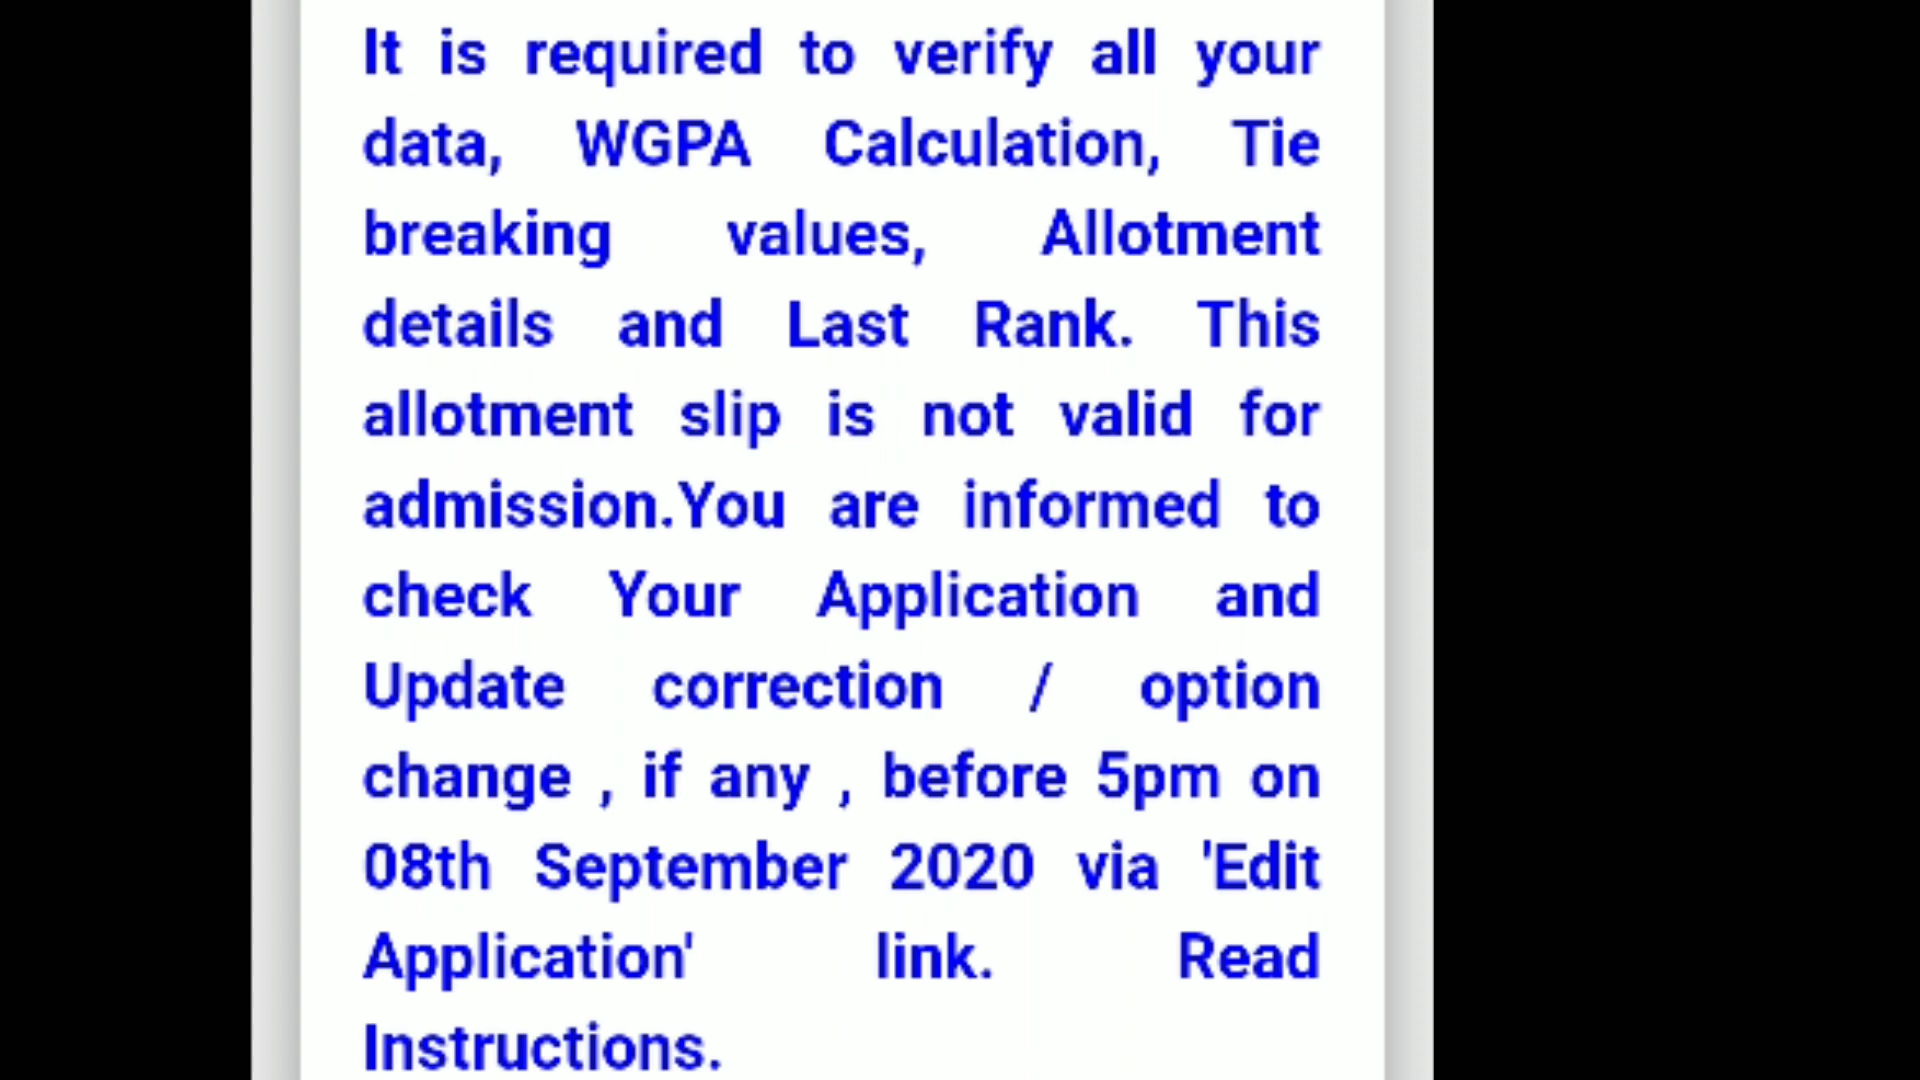 It is required to verify all your
data, WGPA Calculation, Tie
breaking values, Allotment
details and Last Rank. This
allotment slip is not valid for
admission.You are informed to
check Your Application and
Update correction / option
change , if any , before 5pm on
08th September 2020 via 'Edit
Application' link. Read
Instructions.